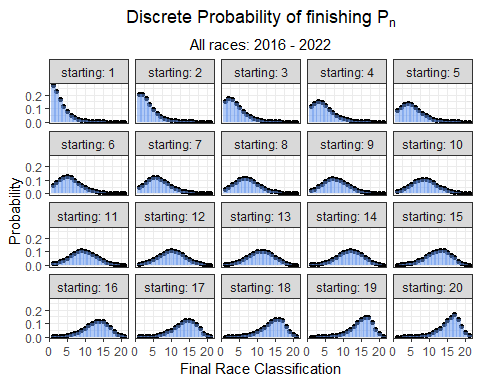 Discrete Probability of finishing Pn
All races: 2016 - 2022
starting: 1 starting: 2 starting: 3 starting: 4 starting: 5
0.2
0.1
0.0
starting: 6 starting: 7 starting: 8 starting: 9 starting: 10
0.2
0.1
0.0
starting: 11 starting: 12 starting: 13 starting: 14 starting: 15
0.2
0.1
0.0
starting: 16 starting: 17 starting: 18 starting: 19 starting: 20
0.2
0.1
0.0
Probability
0 5 10 15 20 0 5 10 15 20 0 5 10 15 20 0 5 10 15 20 0 5 10 15 20
Final Race Classification